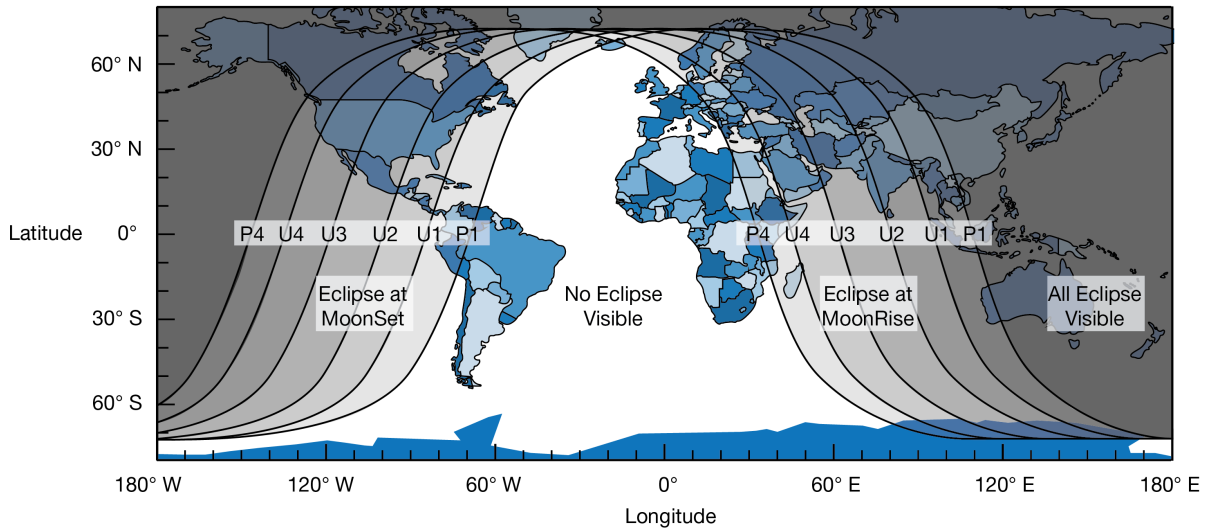 60° N
30° N
Latitude 0°
P4 U4 U3 U2 U1 P1 P4 U4 U3 U2 U1 P1
Eclipse at
MoonSet
No Eclipse
Visible
Eclipse at
MoonRise
All Eclipse
Visible
30° S
60° S
180° W 120° W 60° W 0° 60° E 120° E 180° E
Longitude